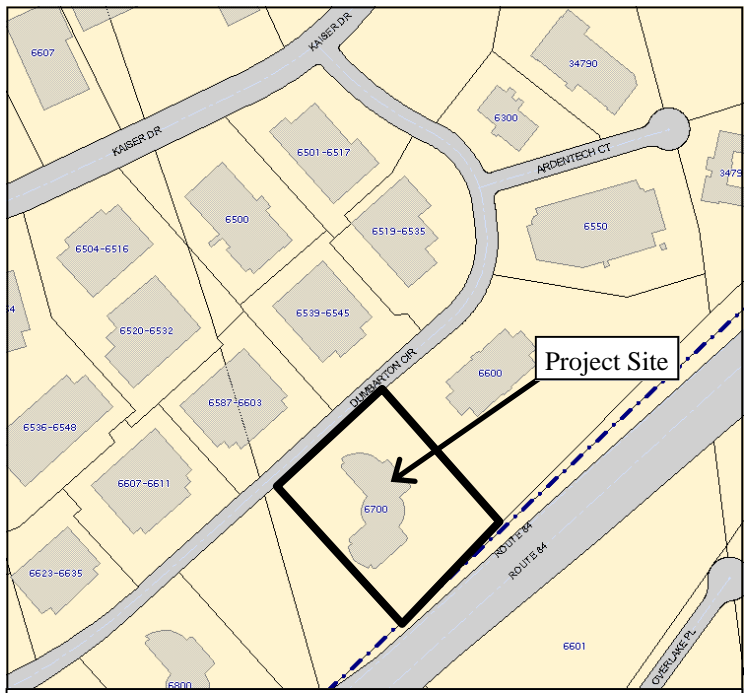 6607
KAISER DR
34790
6300
KAISER DR
6501-6517
ARDENTECH CT
3479
6500
6519-6535
6550
6504-6516
4
6539-6545
6520-6532
DUMBARTON CIR
Project Site
6600
6587-6603
6536-6548
6607-6611
6700
ROUTE 84
ROUTE 84
6623-6635
6601
OVERLAKE PL
6800